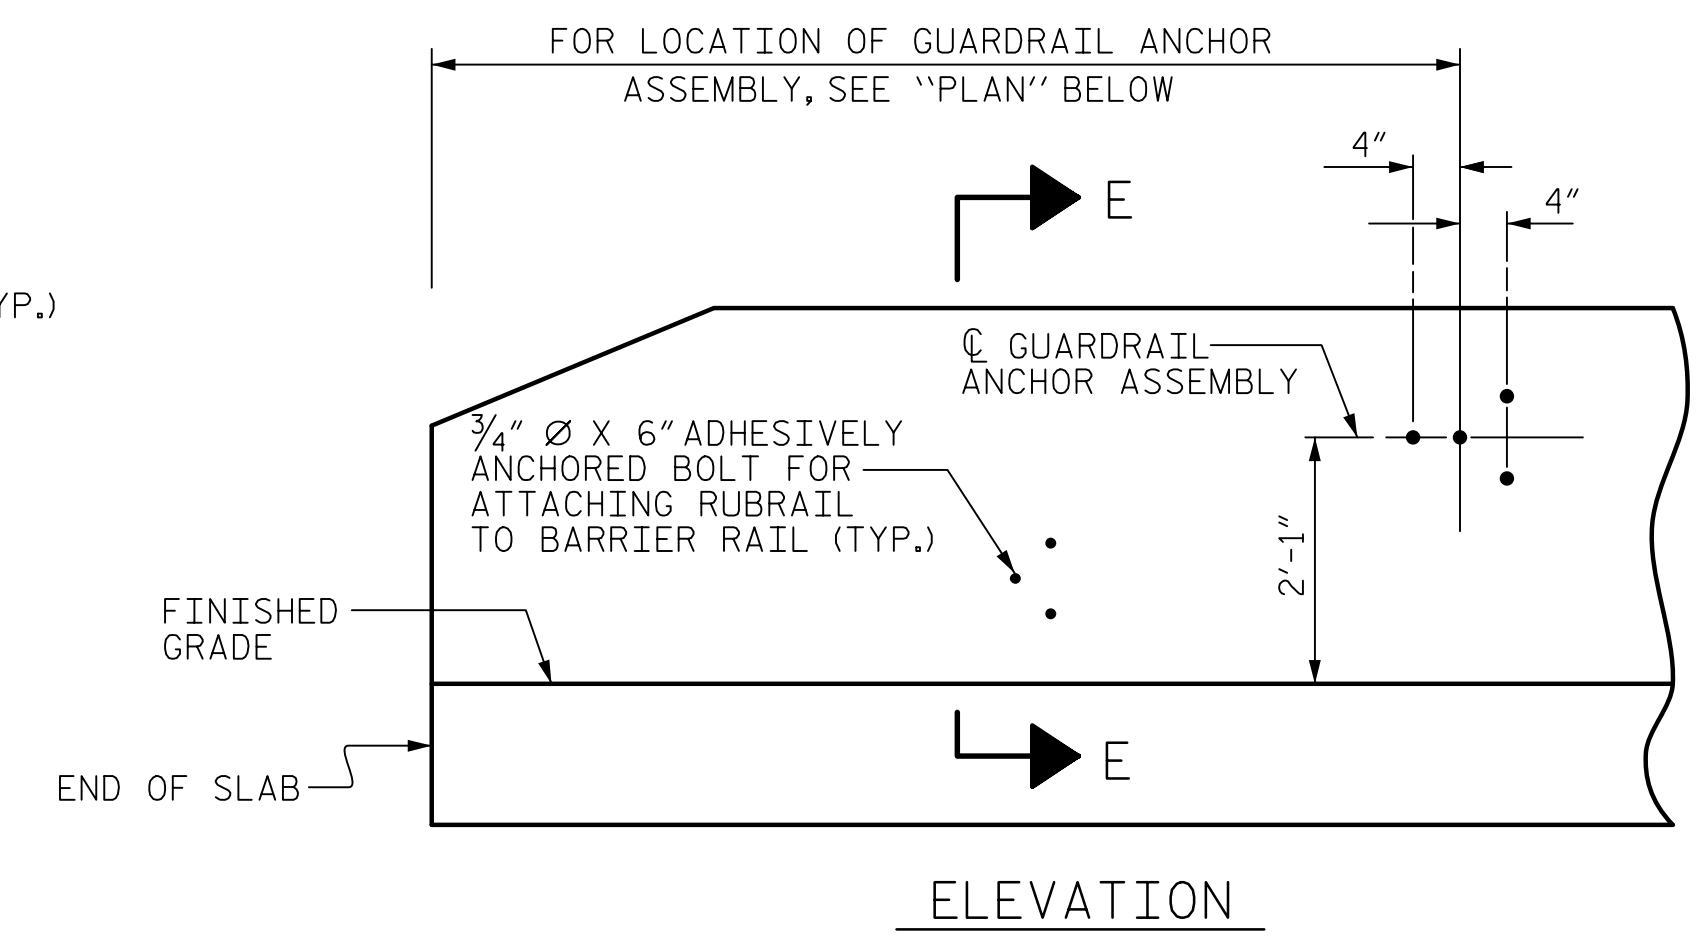 FOR LOCATION OF GUARDRAIL ANCHOR
ASSEMBLY, SEE "PLAN" BELOW
4"
E
4"
YP.)
℄ GUARDRAIL
ANCHOR ASSEMBLY
3/4" Ø X 6" ADHESIVELY
ANCHORED BOLT FOR
ATTACHING RUBRAIL
TO BARRIER RAIL (TYP.)
2'-1"
FINISHED
GRADE
E
END OF SLAB
ELEVATION